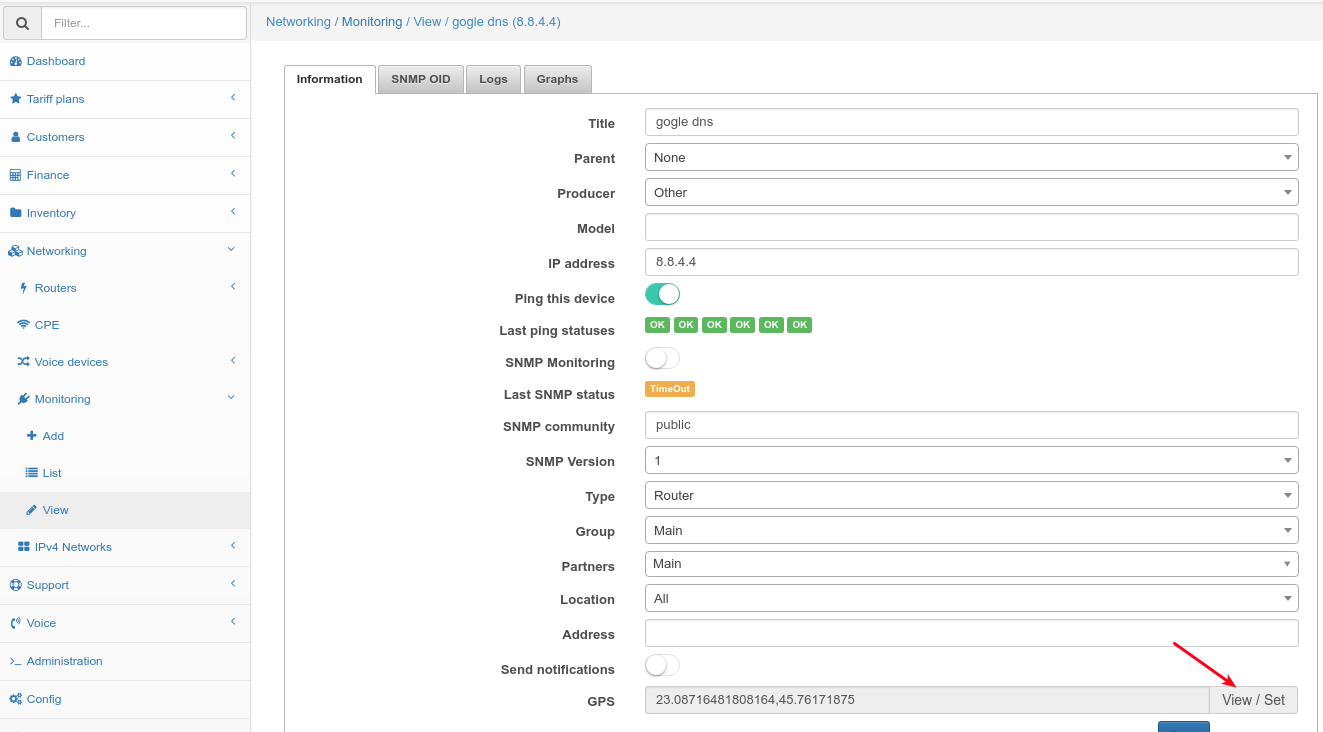 Filter...
Networking / Monitoring / View / gogle dns (8.8.4.4)
Dashboard
Tariff plans
Customers
Finance
Inventory
Networking
Routers
CPE
Voice devices
Monitoring
Add
List
View
IPv4 Networks
Support
Voice
Administration
Config
Information SNMP OID Logs Graphs
Title gogle dns
Parent None
Producer Other
Model
IP address 8.8.4.4
Ping this device
Last ping statuses OK OK OK OK OK OK
SNMP Monitoring
Last SNMP status TimeOut
SNMP community public
SNMP Version 1
Type Router
Group Main
Partners Main
Location All
Address
Send notifications
GPS 23.08716481808164,45.76171875 View / Set